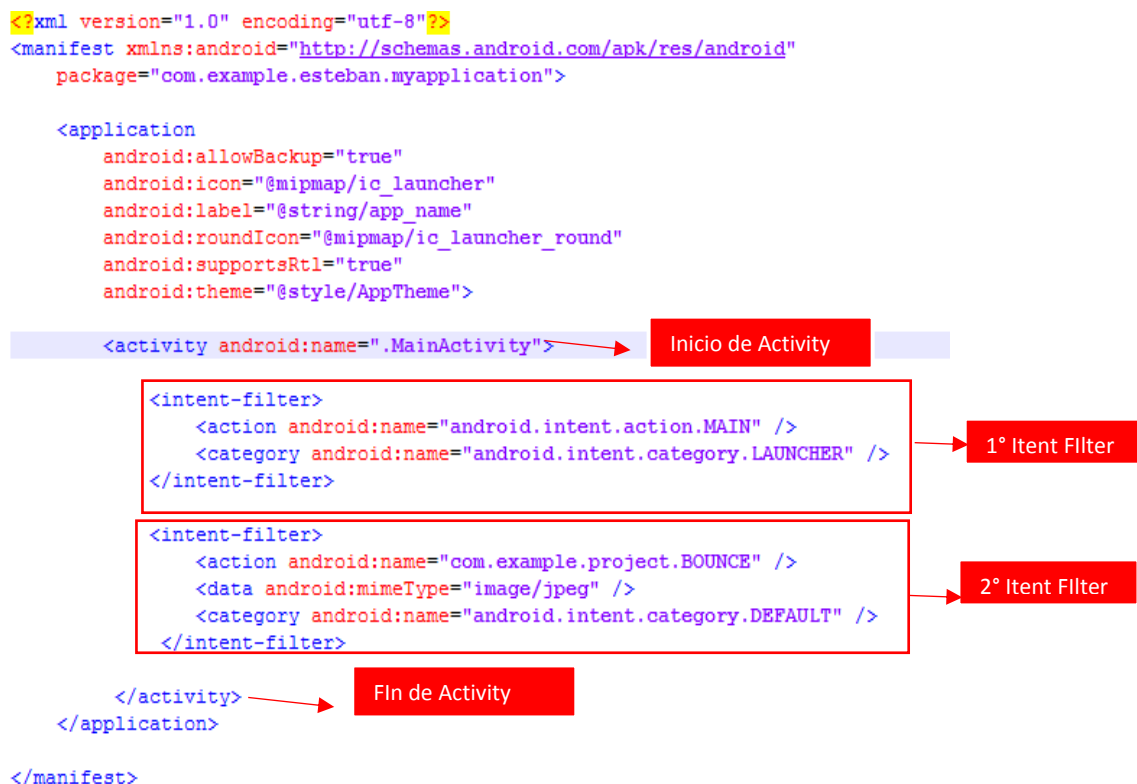 <?xml version="1.0" encoding="utf-8"?>
<manifest xmlns:android="http://schemas.android.com/apk/res/android"
package="com.example.esteban.myapplication">
<application
android:allowBackup="true"
android:icon="@mipmap/ic_launcher"
android:label="@string/app_name"
android:roundIcon="@mipmap/ic_launcher_round"
android:supportsRtl="true"
android:theme="@style/AppTheme">
<activity android:name=".MainActivity"> Inicio de Activity
<intent-filter>
<action android:name="android.intent.action.MAIN" />
1° Itent FIlter
<category android:name="android.intent.category.LAUNCHER" />
</intent-filter>
<intent-filter>
<action android:name="com.example.project.BOUNCE" />
<data android:mimeType="image/jpeg" />
2° Itent FIlter
<category android:name="android.intent.category.DEFAULT" />
</intent-filter>
</activity> FIn de Activity
</application>
</manifest>